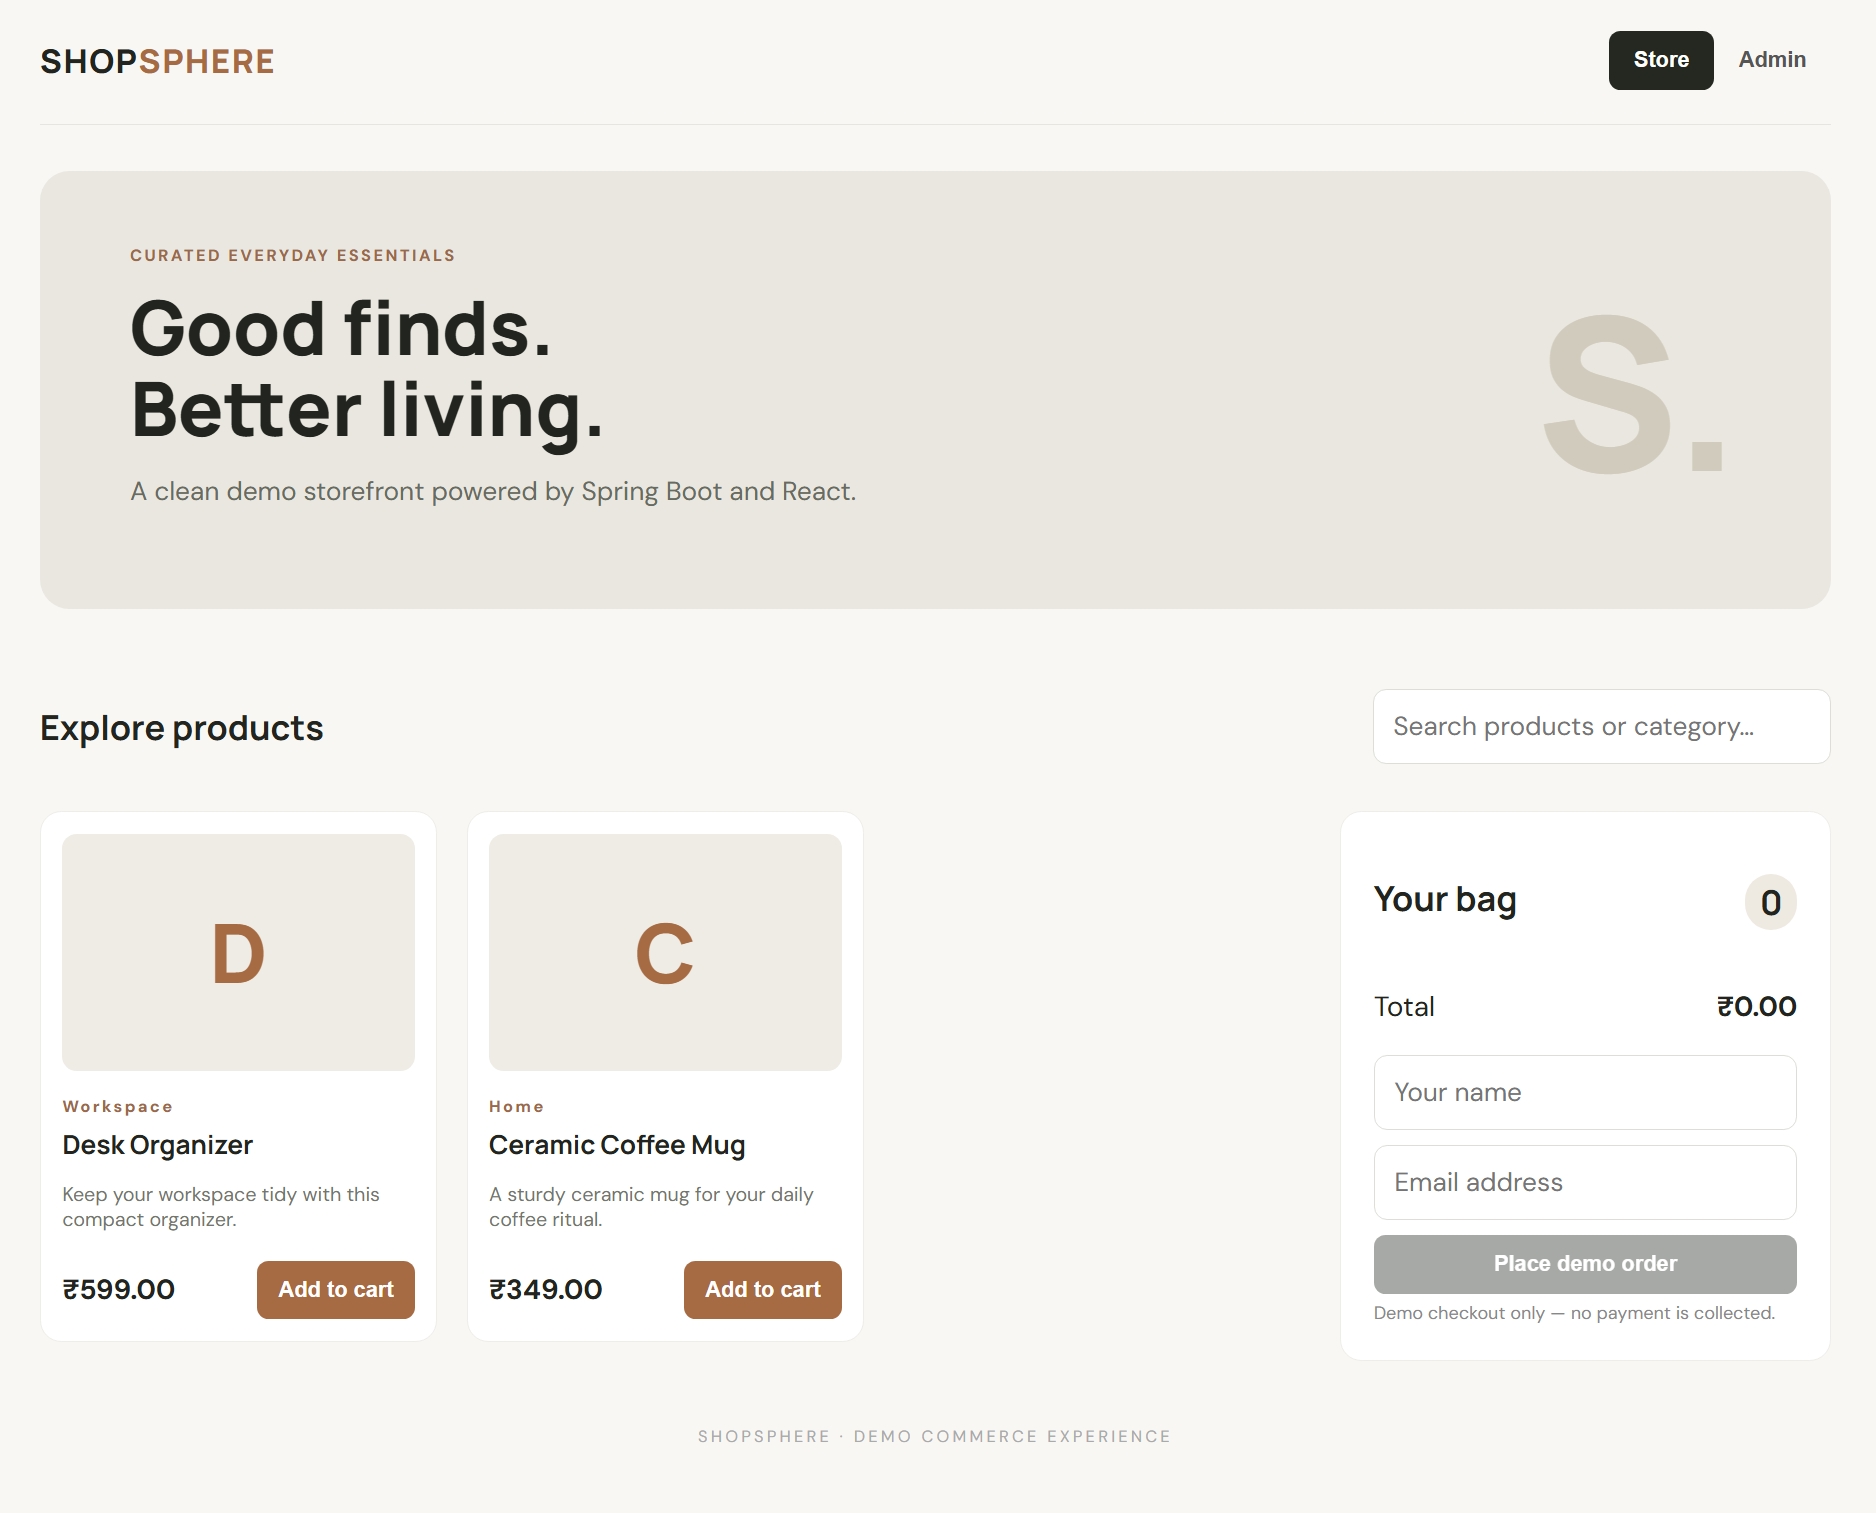 SHOPSPHERE
Store
Admin
CURATED EVERYDAY ESSENTIALS
Good finds.
Better living.
A clean demo storefront powered by Spring Boot and React.
S.
Explore products
Search products or category...
D
Workspace
Desk Organizer
Keep your workspace tidy with this
compact organizer.
₹599.00
Add to cart
C
Home
Ceramic Coffee Mug
A sturdy ceramic mug for your daily
coffee ritual.
₹349.00
Add to cart
Your bag
0
Total
₹0.00
Your name
Email address
Place demo order
Demo checkout only — no payment is collected.
SHOPSPHERE · DEMO COMMERCE EXPERIENCE